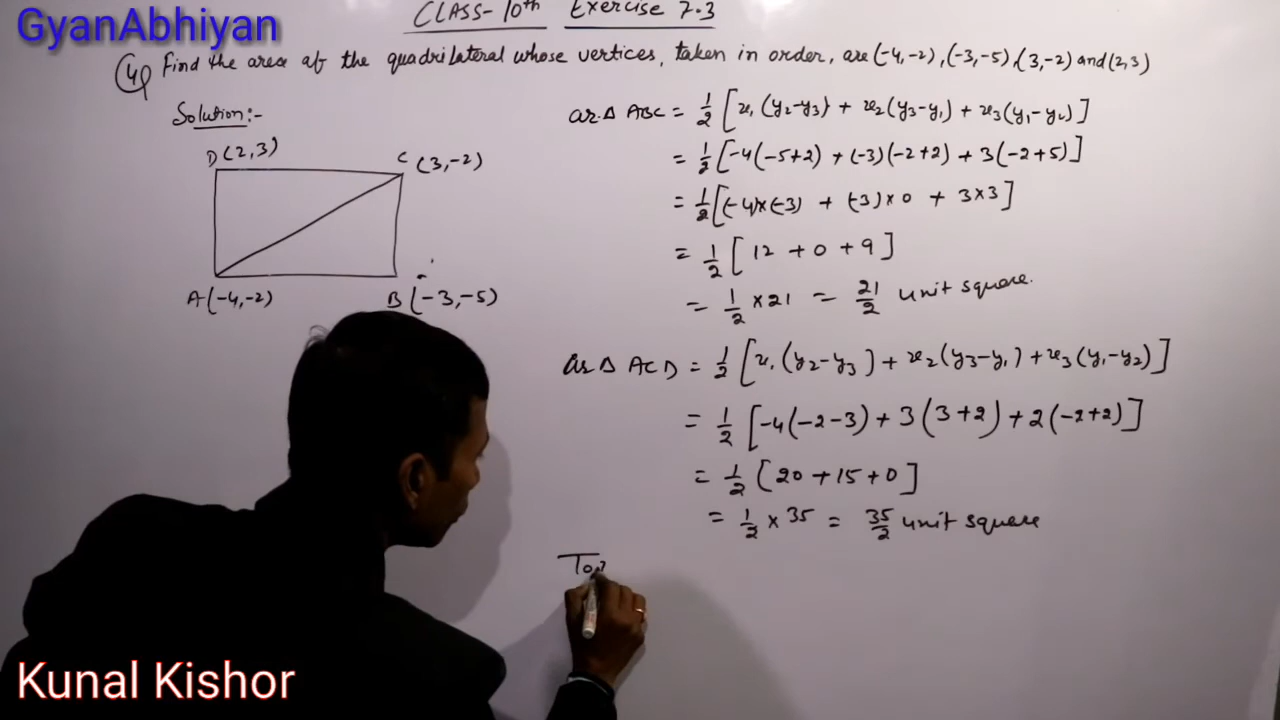 GyanAbhiyan
CLASS-10th Exercise 7.3
4) Find the area of the quadrilateral whose vertices, taken in order, are (-4,-2), (-3,-5), (3,-2) and (2,3)
Solution:-
D(2,3)
C (3,-2)
A(-4,-2)
B(-3,-5)
ar.Δ ABC = 1/2 [x₁(y₂-y₃) + x₂(y₃-y₁) + x₃(y₁-y₂)]
= 1/2 [-4(-5+2) + (-3)(-2+2) + 3(-2+5)]
= 1/2 [(-4)×(-3) + (-3)×0 + 3×3]
= 1/2 [12 + 0 + 9]
= 1/2 × 21 = 21/2 unit square.
ar Δ ACD = 1/2 [x₁(y₂-y₃) + x₂(y₃-y₁) + x₃(y₁-y₂)]
= 1/2 [-4(-2-3) + 3(3+2) + 2(-2+2)]
= 1/2 [20+15+0]
= 1/2 × 35 = 35/2 unit square
Kunal Kishor